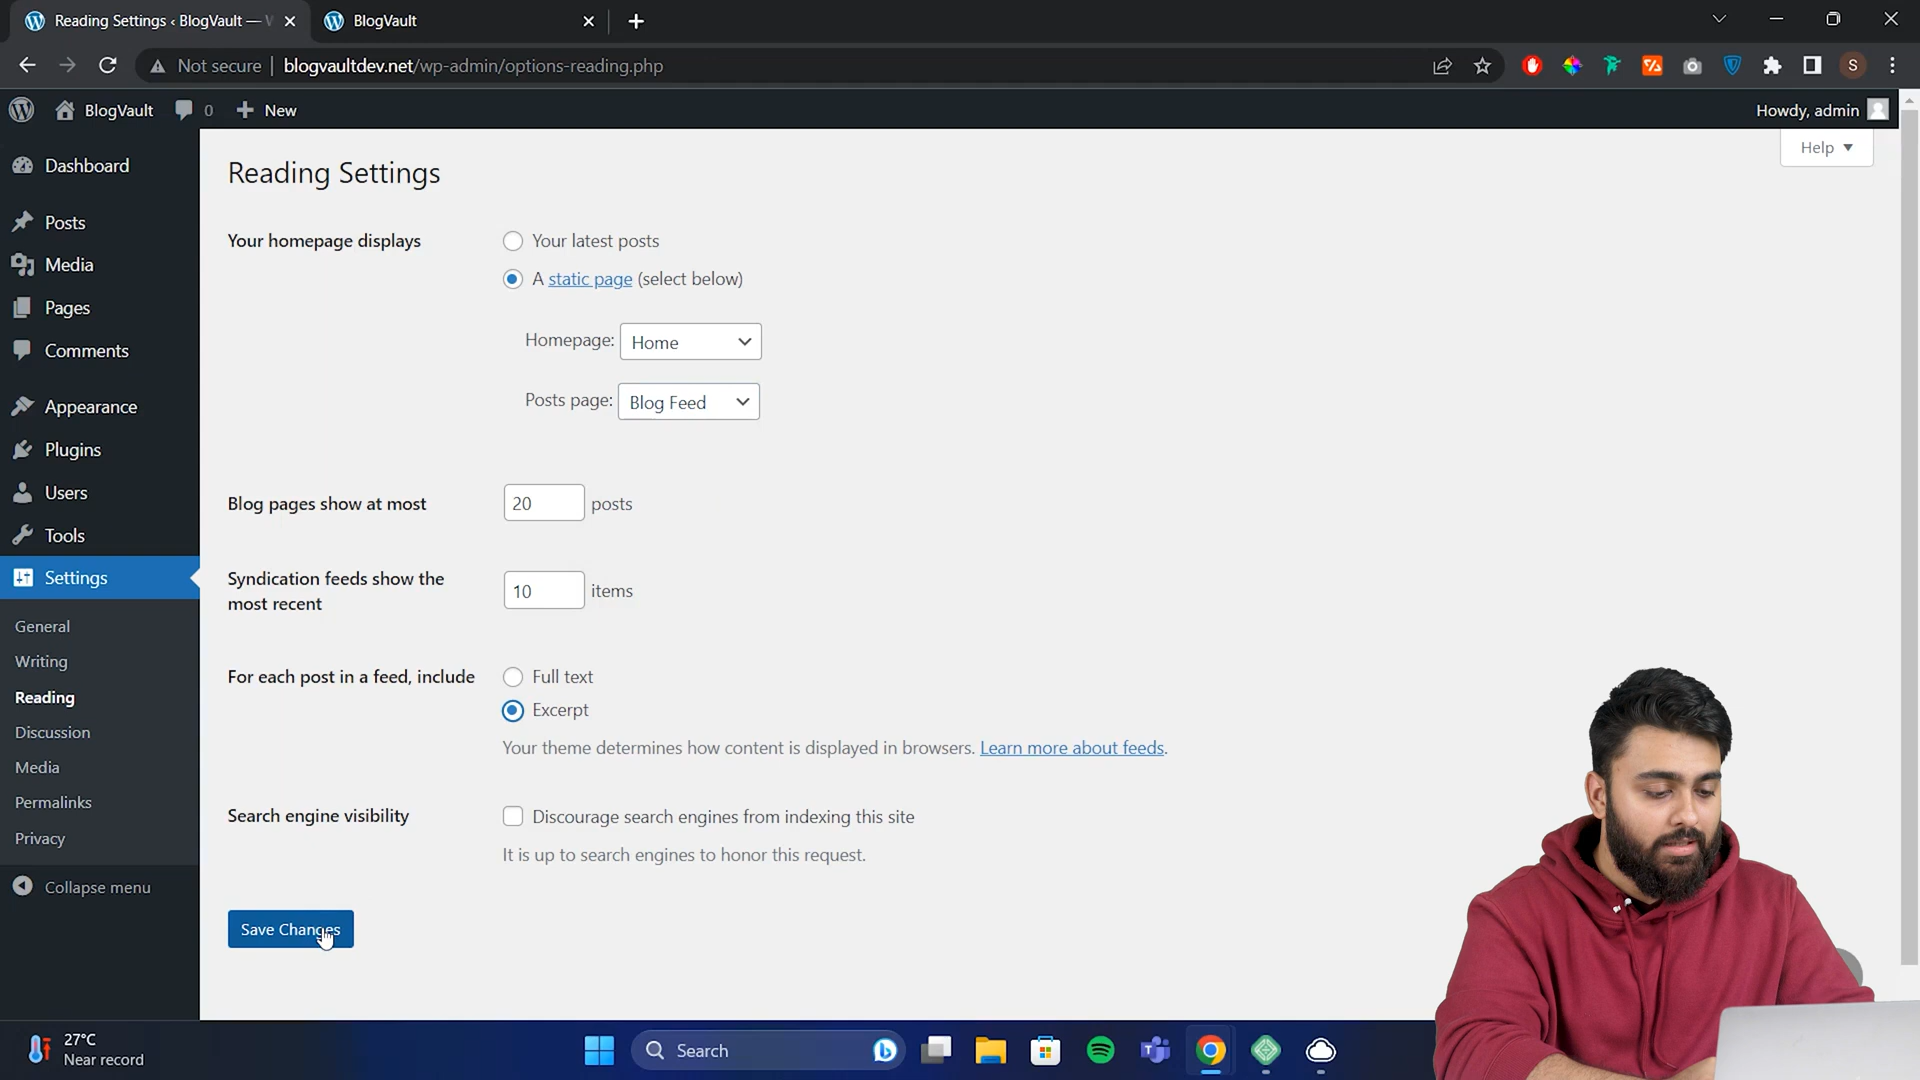 Reading Settings ‹ BlogVault — W
BlogVault
Not secure | blogvaultdev.net/wp-admin/options-reading.php
S
BlogVault 0 New
Howdy, admin
Help
Dashboard
Posts
Media
Pages
Comments
Appearance
Plugins
Users
Tools
Settings
General
Writing
Reading
Discussion
Media
Permalinks
Privacy
Collapse menu
Reading Settings
Your homepage displays
Your latest posts
A static page (select below)
Homepage: Home
Posts page: Blog Feed
Blog pages show at most 20 posts
Syndication feeds show the
most recent
10 items
For each post in a feed, include
Full text
Excerpt
Your theme determines how content is displayed in browsers. Learn more about feeds.
Search engine visibility
Discourage search engines from indexing this site
It is up to search engines to honor this request.
Save Changes
27°C
Near record
Search